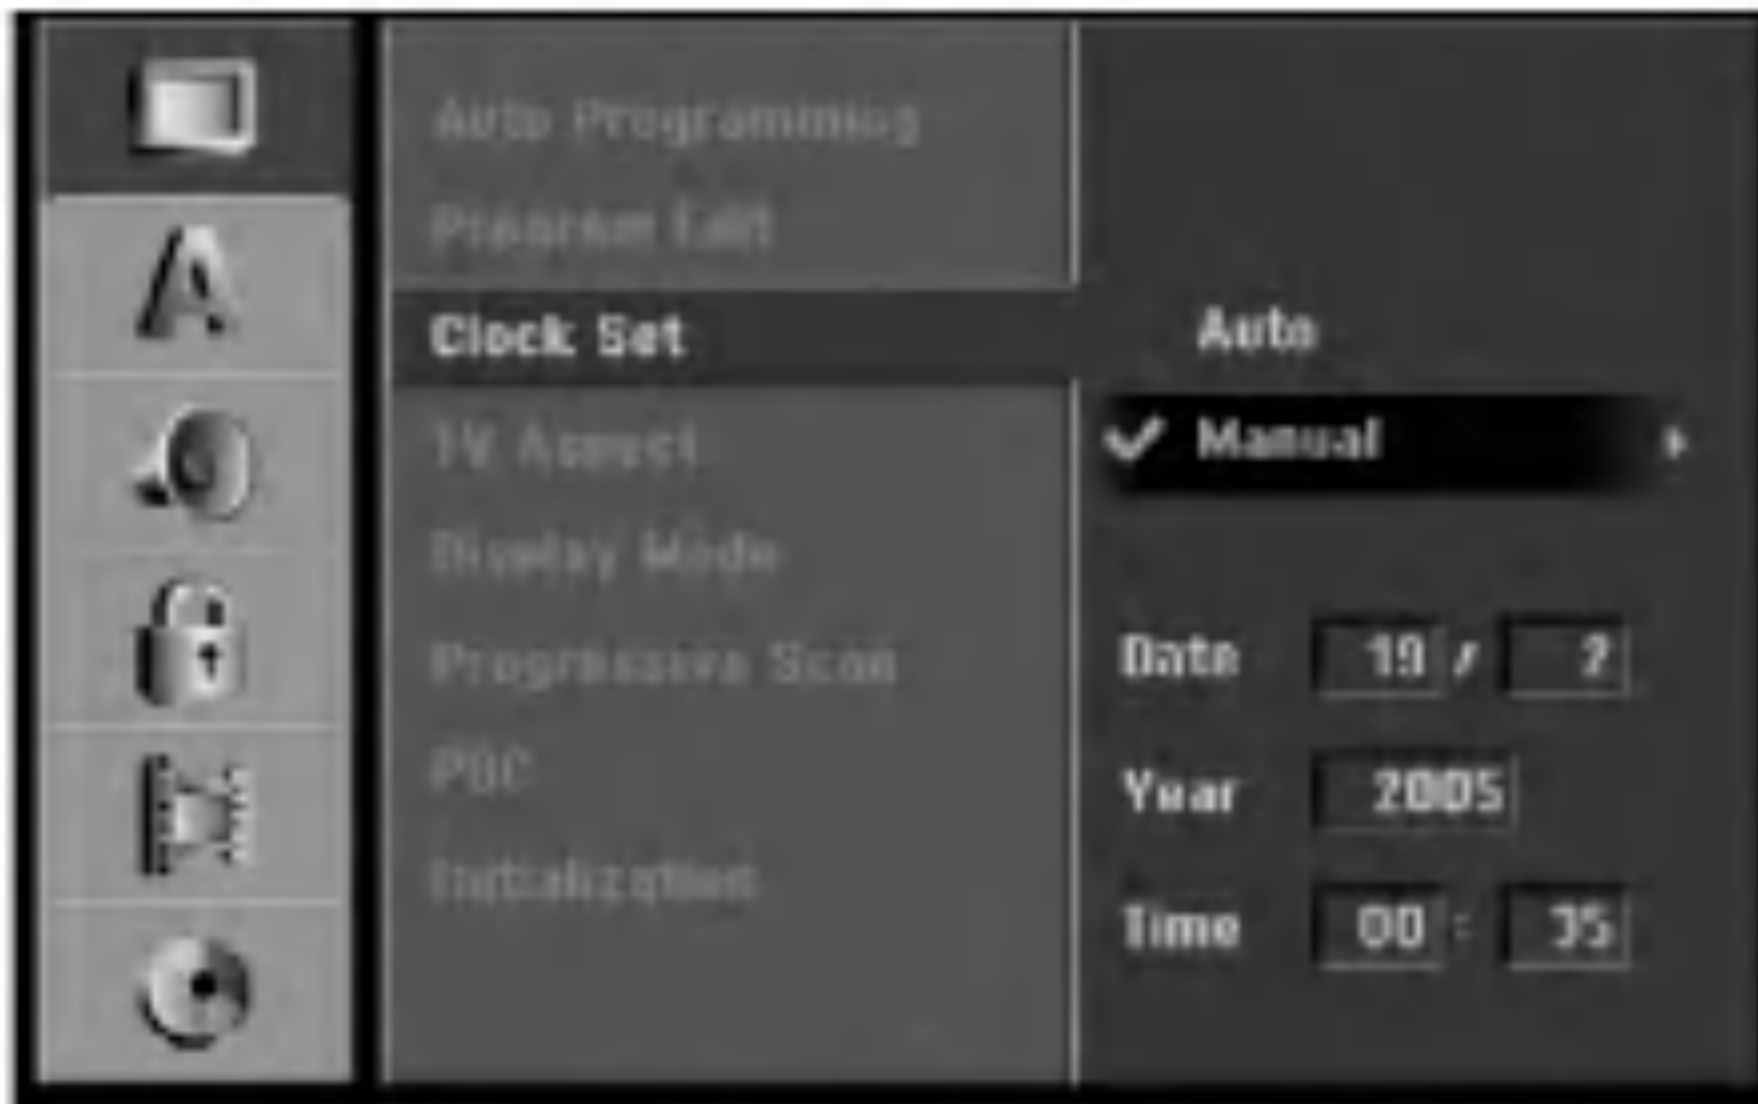 Auto Programming
Program Edit
Clock Set
TV Aspect
Display Mode
Progressive Scan
PBC
Initialization
Auto
Manual
Date 19 / 2
Year 2005
Time 00 : 35